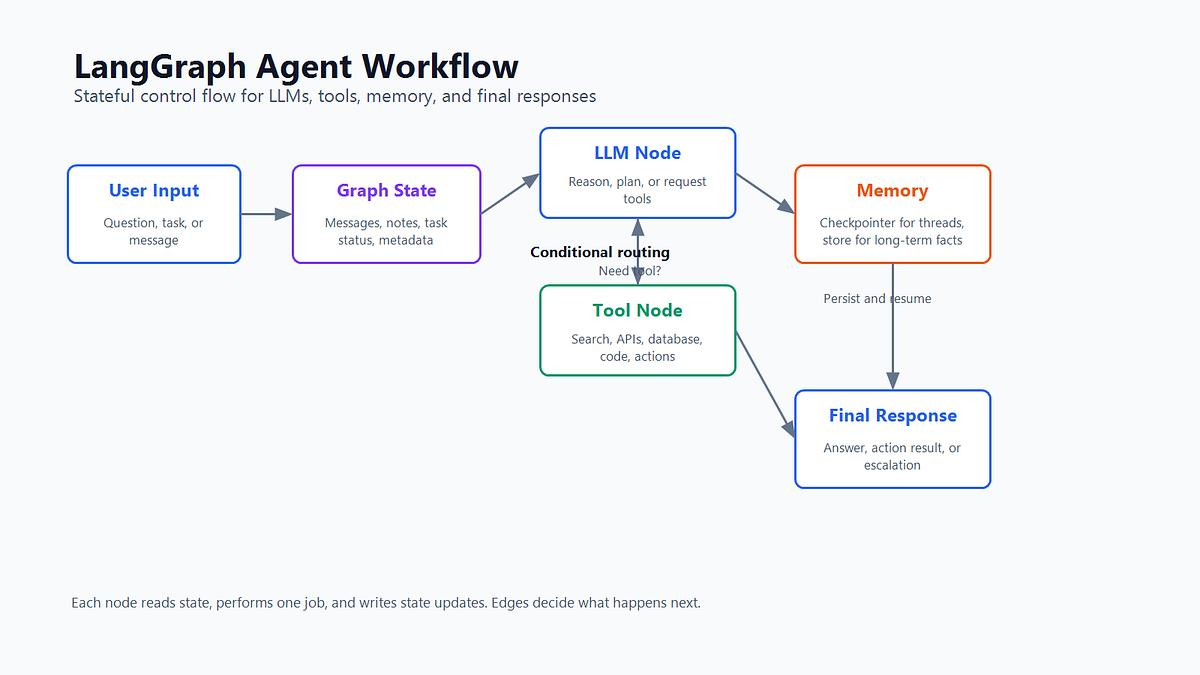 LangGraph Agent Workflow
Stateful control flow for LLMs, tools, memory, and final responses
User Input
Question, task, or
message
Graph State
Messages, notes, task
status, metadata
LLM Node
Reason, plan, or request
tools
Memory
Checkpointer for threads,
store for long-term facts
Conditional routing
Need tool?
Tool Node
Search, APIs, database,
code, actions
Persist and resume
Final Response
Answer, action result, or
escalation
Each node reads state, performs one job, and writes state updates. Edges decide what happens next.